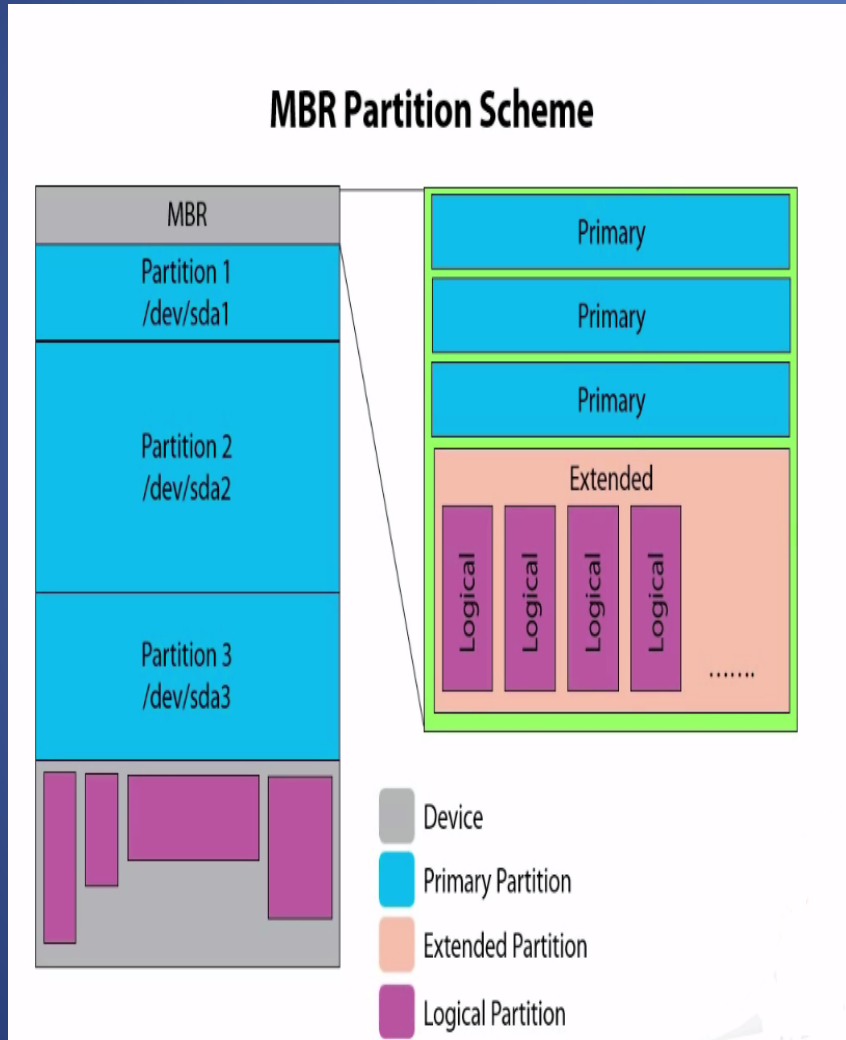 MBR Partition Scheme
MBR
Partition 1
/dev/sda1
Partition 2
/dev/sda2
Partition 3
/dev/sda3
Primary
Primary
Primary
Extended
Logical
Logical
Logical
Logical
.......
Device
Primary Partition
Extended Partition
Logical Partition